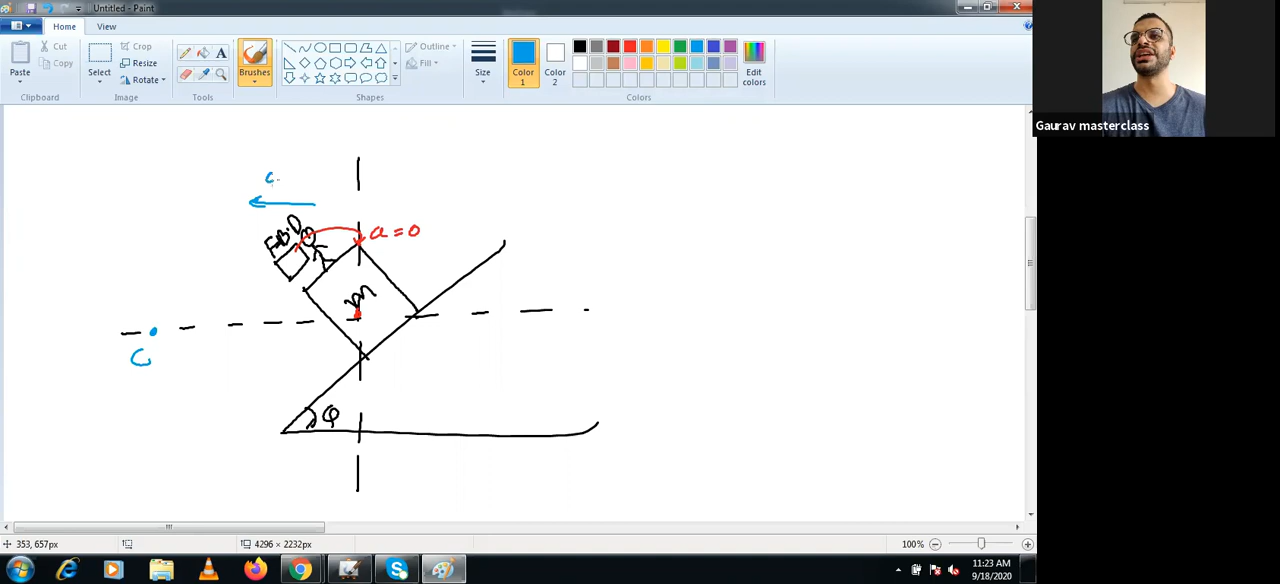 Untitled - Paint
Home
View
Paste
Cut
Copy
Clipboard
Select
Crop
Resize
Rotate
Image
A
Tools
Brushes
Shapes
Outline
Fill
Size
Color 1
Color 2
Colors
Edit colors
Gaurav masterclass
F.B.D
a = 0
m
C
φ
353, 657px
4296 × 2232px
100%
11:23 AM
9/18/2020